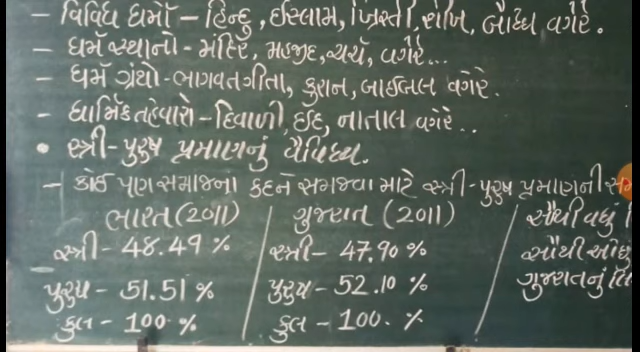 - વિવિધ ધર્મો - હિન્દુ, ઈસ્લામ, ખ્રિસ્તી, શીખ, બૌધ્ધ વગેરે.
- ધર્મ સ્થાનો - મંદિર, મસ્જીદ, ચર્ચ, વગેરે...
- ધર્મ ગ્રંથો - ભાગવતગીતા, કુરાન, બાઈબલ વગેરે.
- ધાર્મિક તહેવારો - દિવાળી, ઈદ, નાતાલ વગેરે..
• સ્ત્રી-પુરુષ પ્રમાણનું વૈવિધ્ય.
- કોઈ પણ સમાજના કદને સમજવા માટે સ્ત્રી-પુરુષ પ્રમાણની
ભારત (2011) ગુજરાત (2011) સૌથી વધુ
સ્ત્રી - 48.49 % સ્ત્રી - 47.90 % સૌથી ઓછુ
પુરુષ - 51.51 % પુરુષ - 52.10 % ગુજરાતનું
કુલ - 100 % કુલ - 100. %